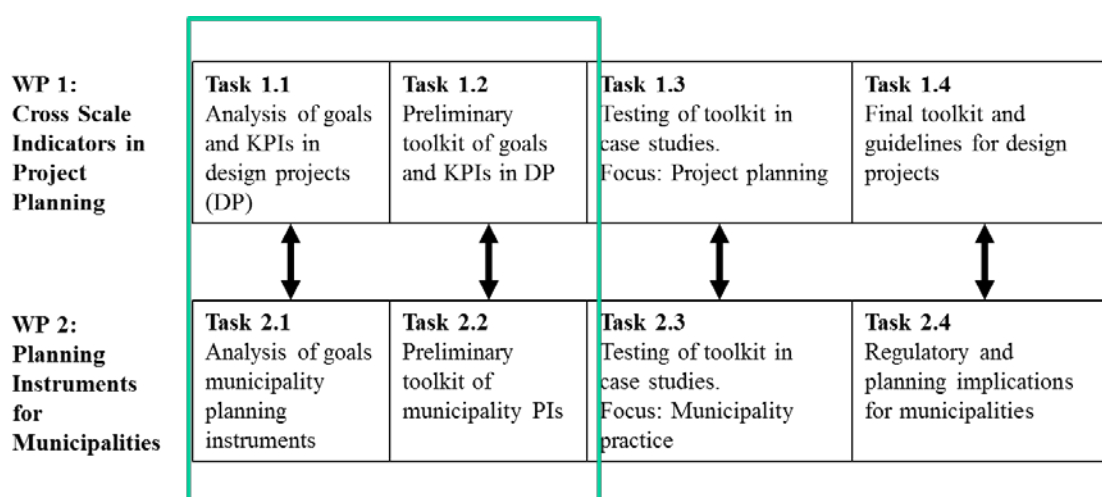 WP 1:
Cross Scale
Indicators in
Project
Planning
Task 1.1
Analysis of goals
and KPIs in
design projects
(DP)
Task 1.2
Preliminary
toolkit of goals
and KPIs in DP
Task 1.3
Testing of toolkit in
case studies.
Focus: Project planning
Task 1.4
Final toolkit and
guidelines for design
projects
WP 2:
Planning
Instruments
for
Municipalities
Task 2.1
Analysis of goals
municipality
planning
instruments
Task 2.2
Preliminary
toolkit of
municipality PIs
Task 2.3
Testing of toolkit in
case studies.
Focus: Municipality
practice
Task 2.4
Regulatory and
planning implications
for municipalities